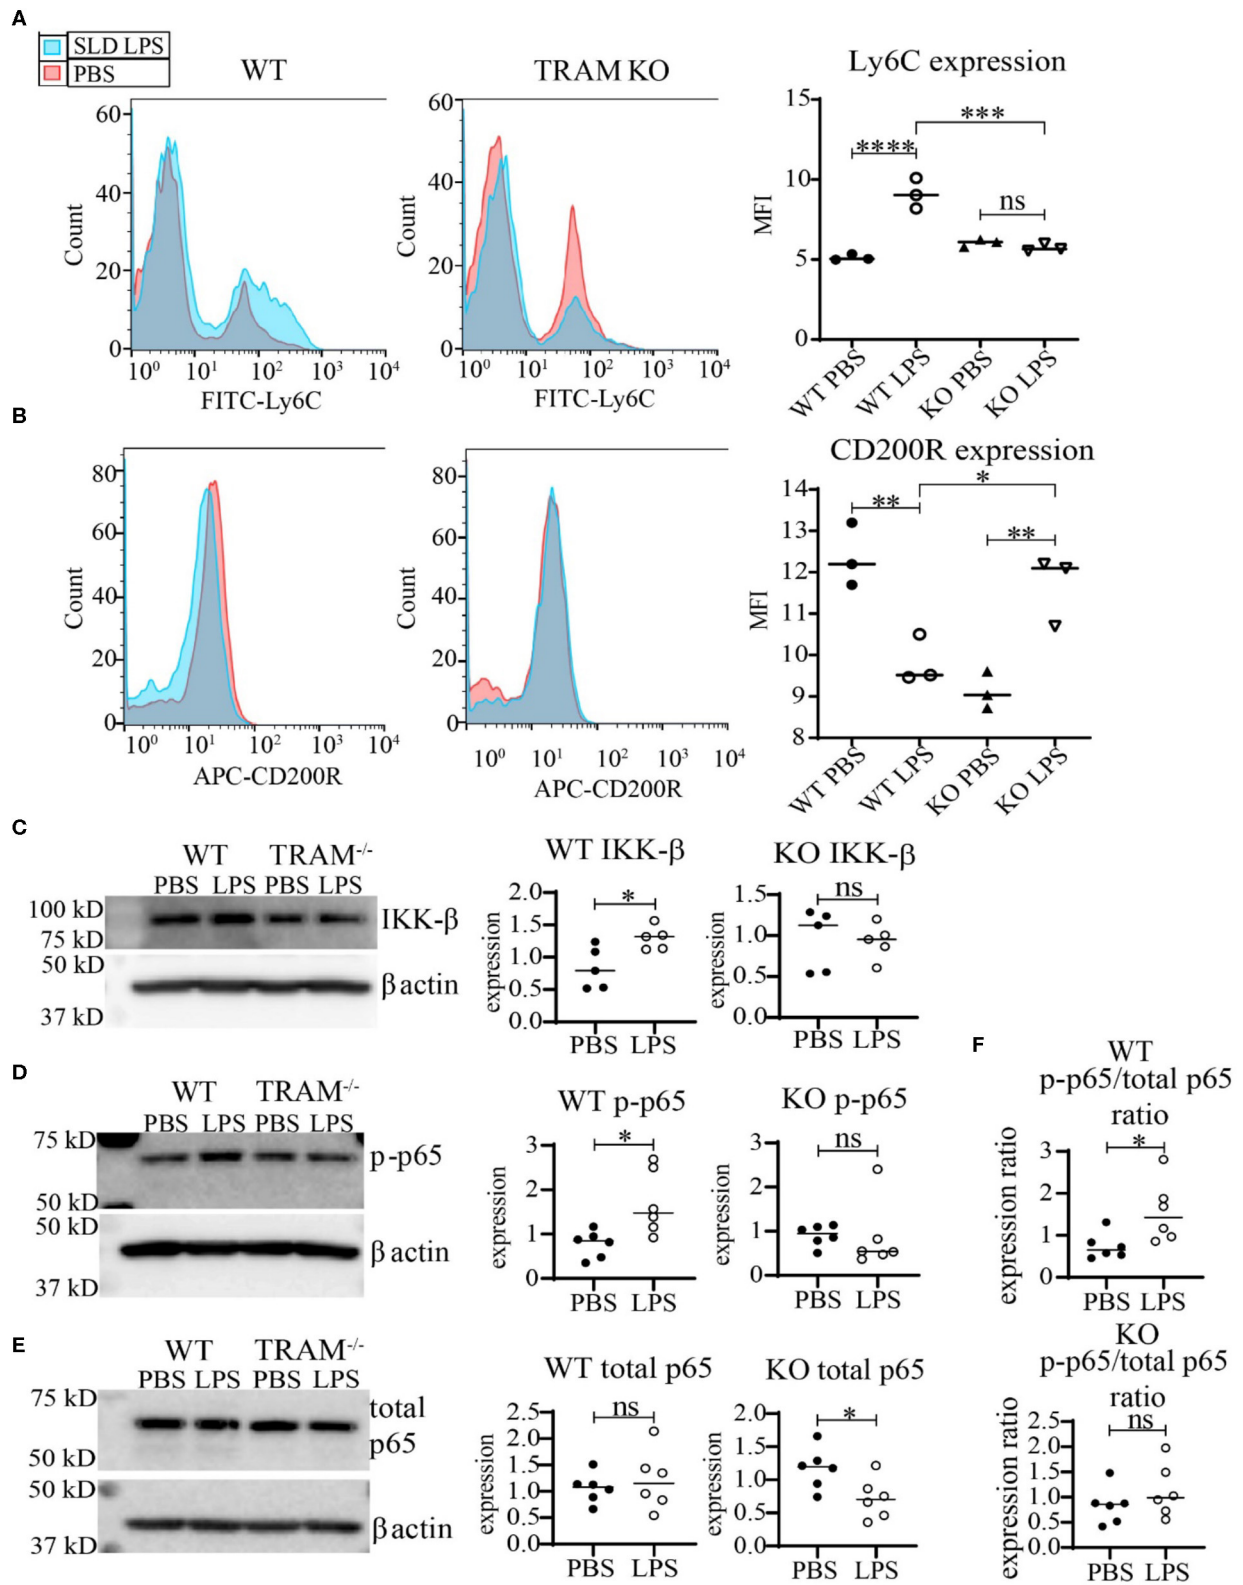 A
SLD LPS
PBS
WT
TRAM KO
Ly6C expression
60
40
20
0
Count
10⁰ 10¹ 10² 10³ 10⁴
FITC-Ly6C
60
40
20
0
Count
10⁰ 10¹ 10² 10³ 10⁴
FITC-Ly6C
15
10
5
0
MFI
****
***
ns
WT PBS
WT LPS
KO PBS
KO LPS
B
80
60
40
20
0
Count
10⁰ 10¹ 10² 10³ 10⁴
APC-CD200R
80
60
40
20
0
Count
10⁰ 10¹ 10² 10³ 10⁴
APC-CD200R
CD200R expression
14
13
12
11
10
9
8
MFI
**
*
**
WT PBS
WT LPS
KO PBS
KO LPS
C
WT TRAM⁻/⁻
PBS LPS PBS LPS
100 kD
75 kD
IKK-β
50 kD
37 kD
β actin
WT IKK-β
2.0
1.5
1.0
0.5
0.0
expression
*
PBS LPS
KO IKK-β
1.5
1.0
0.5
0.0
expression
ns
PBS LPS
D
WT TRAM⁻/⁻
PBS LPS PBS LPS
75 kD
50 kD
p-p65
50 kD
37 kD
β actin
WT p-p65
3
2
1
0
expression
*
PBS LPS
KO p-p65
3
2
1
0
expression
ns
PBS LPS
F
WT
p-p65/total p65
ratio
3
2
1
0
expression ratio
*
PBS LPS
E
WT TRAM⁻/⁻
PBS LPS PBS LPS
75 kD
50 kD
total
p65
50 kD
37 kD
β actin
WT total p65
2.5
2.0
1.5
1.0
0.5
0.0
expression
ns
PBS LPS
KO total p65
2.0
1.5
1.0
0.5
0.0
expression
*
PBS LPS
KO
p-p65/total p65
ratio
2.5
2.0
1.5
1.0
0.5
0.0
expression ratio
ns
PBS LPS